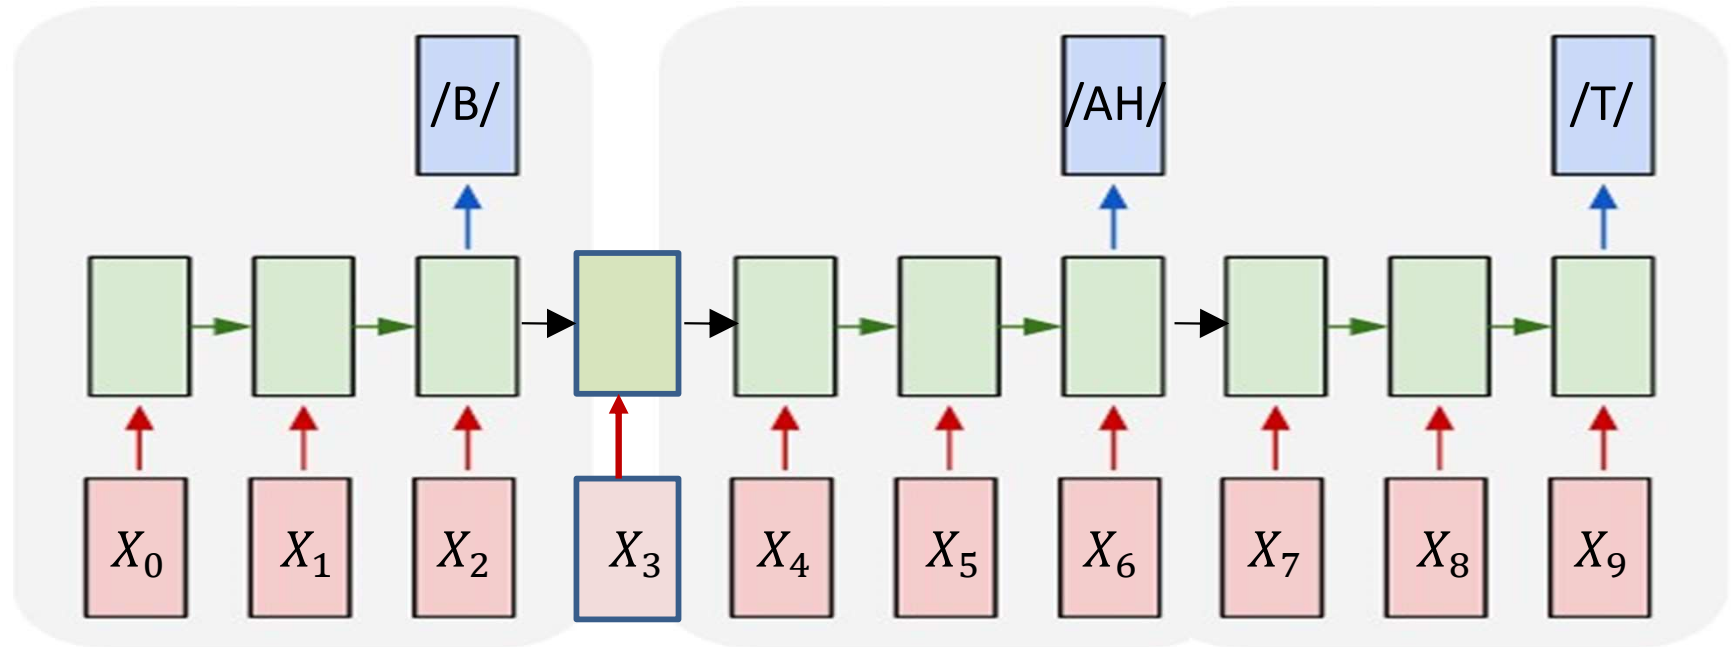 /B/ /AH/ /T/
X₀ X₁ X₂ X₃ X₄ X₅ X₆ X₇ X₈ X₉